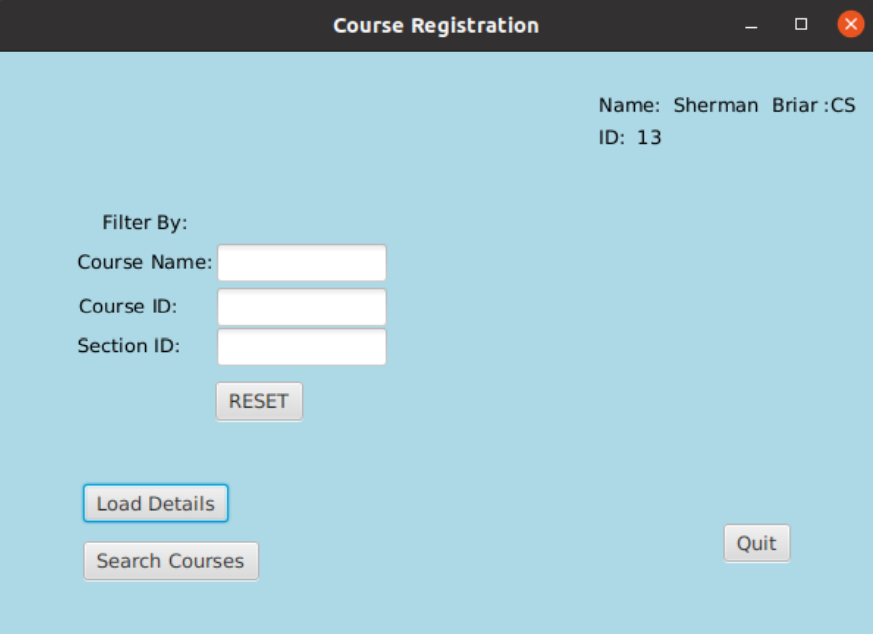 Course Registration
Name: Sherman Briar :CS
ID: 13
Filter By:
Course Name:
Course ID:
Section ID:
RESET
Load Details
Quit
Search Courses